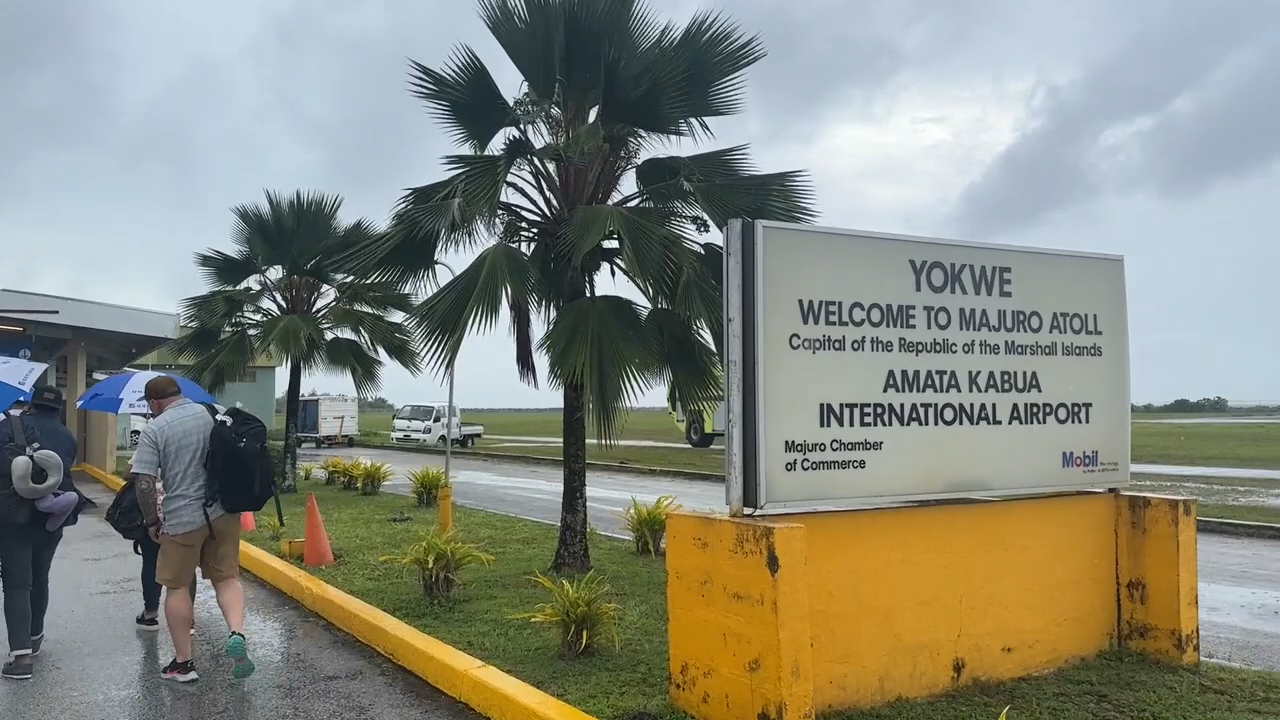 YOKWE
WELCOME TO MAJURO ATOLL
Capital of the Republic of the Marshall Islands
AMATA KABUA
INTERNATIONAL AIRPORT
Majuro Chamber
of Commerce
Mobil